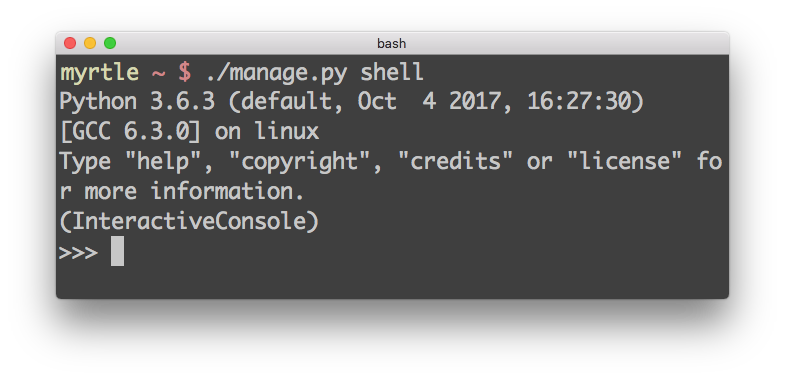 bash
myrtle ~ $ ./manage.py shell
Python 3.6.3 (default, Oct  4 2017, 16:27:30)
[GCC 6.3.0] on linux
Type "help", "copyright", "credits" or "license" fo
r more information.
(InteractiveConsole)
>>>